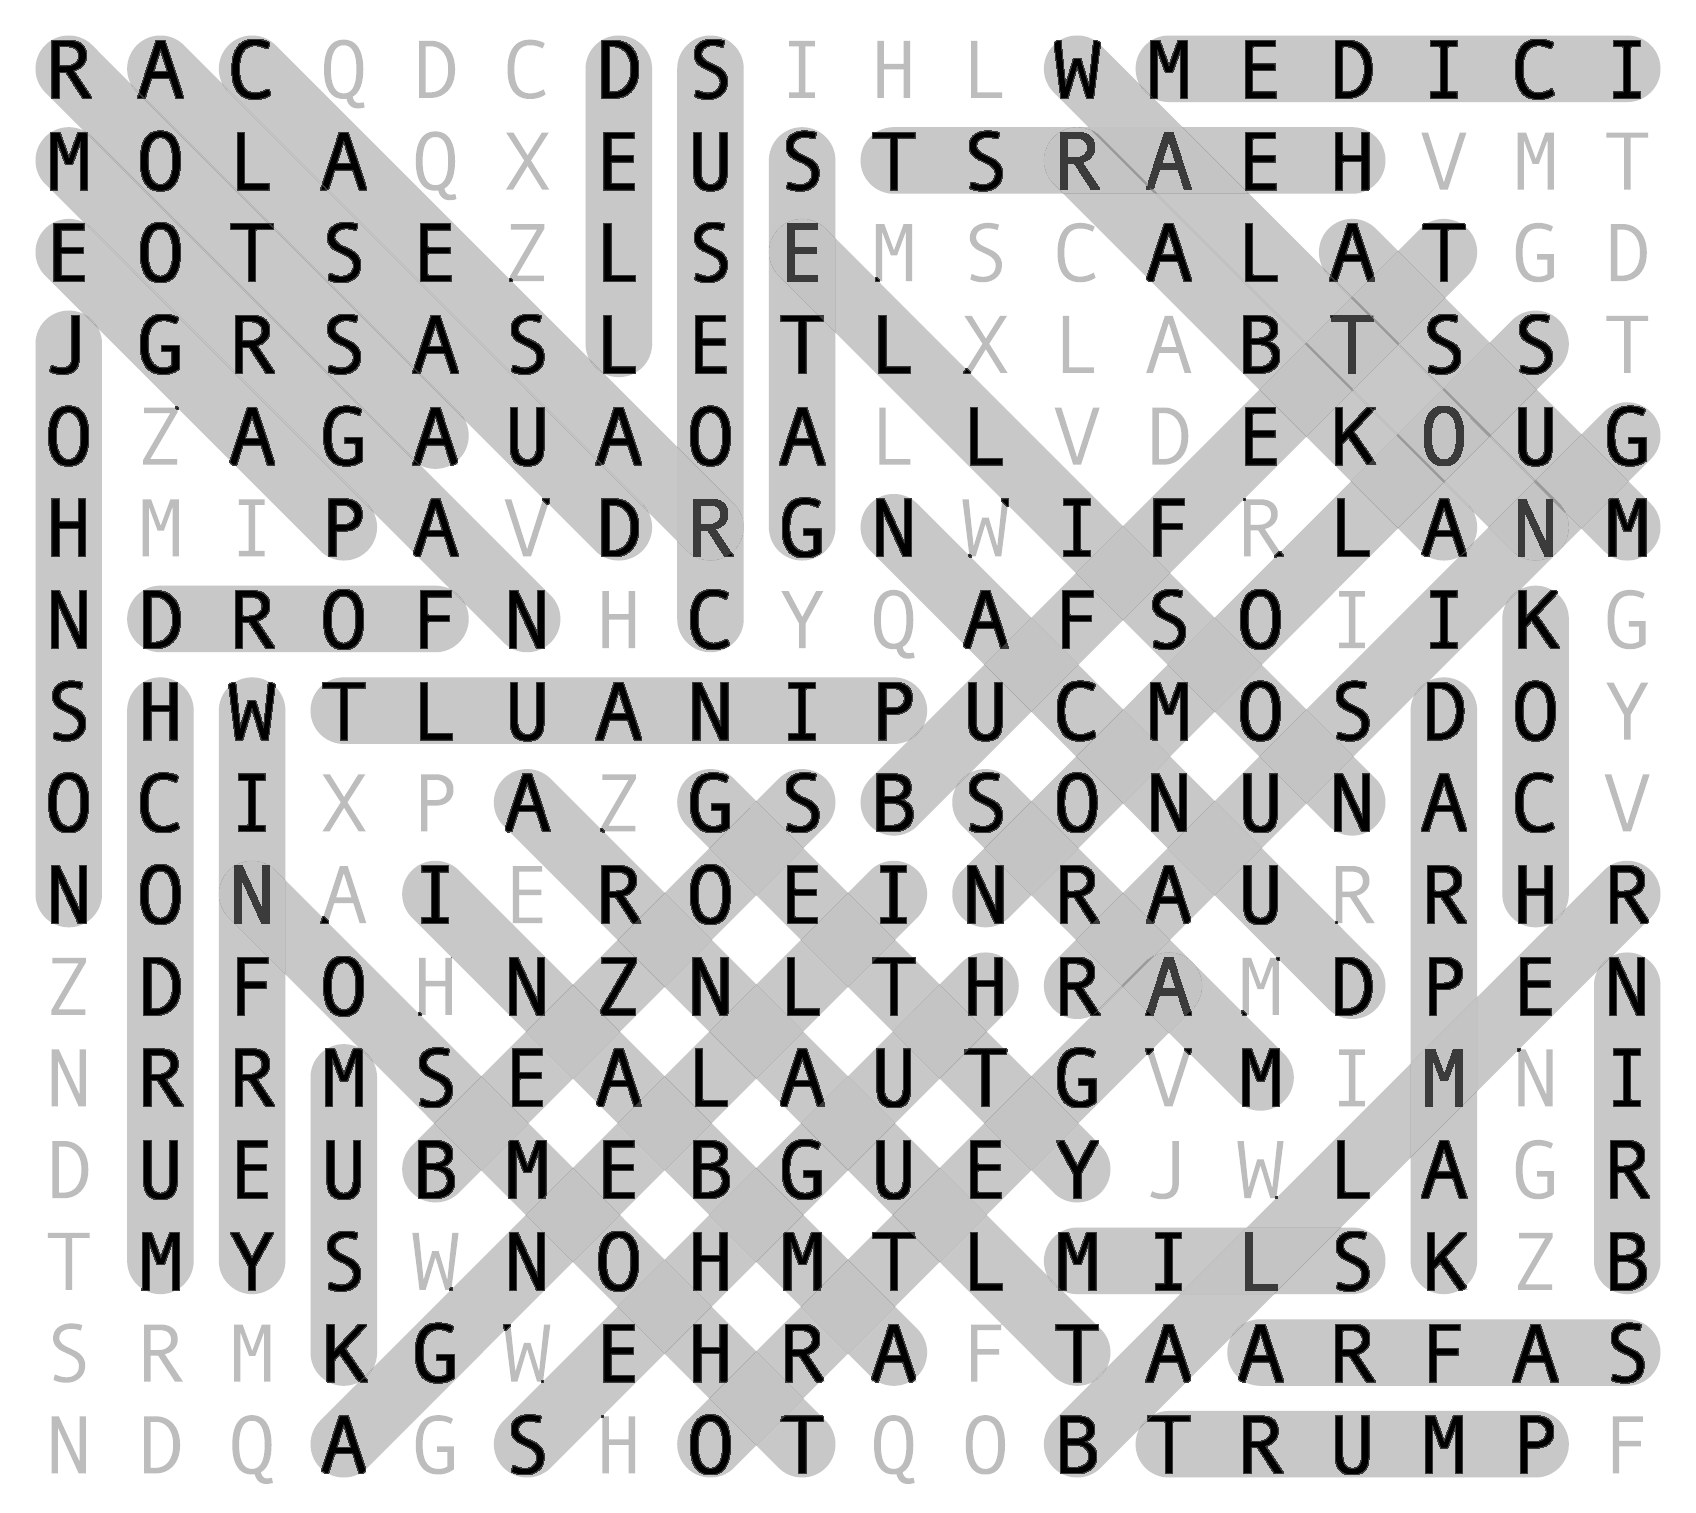 R A C Q D C D S I H L W M E D I C I
M O L A Q X E U S T S R A E H V M T
E O T S E Z L S E M S C A L A T G D
J G R S A S L E T L X L A B T S S T
O Z A G A U A O A L L V D E K O U G
H M I P A V D R G N W I F R L A N M
N D R O F N H C Y Q A F S O I I K G
S H W T L U A N I P U C M O S D O Y
O C I X P A Z G S B S O N U N A C V
N O N A I E R O E I N R A U R R H R
Z D F O H N Z N L T H R A M D P E N
N R R M S E A L A U T G V M I M N I
D U E U B M E B G U E Y J W L A G R
T M Y S W N O H M T L M I L S K Z B
S R M K G W E H R A F T A A R F A S
N D Q A G S H O T Q O B T R U M P F